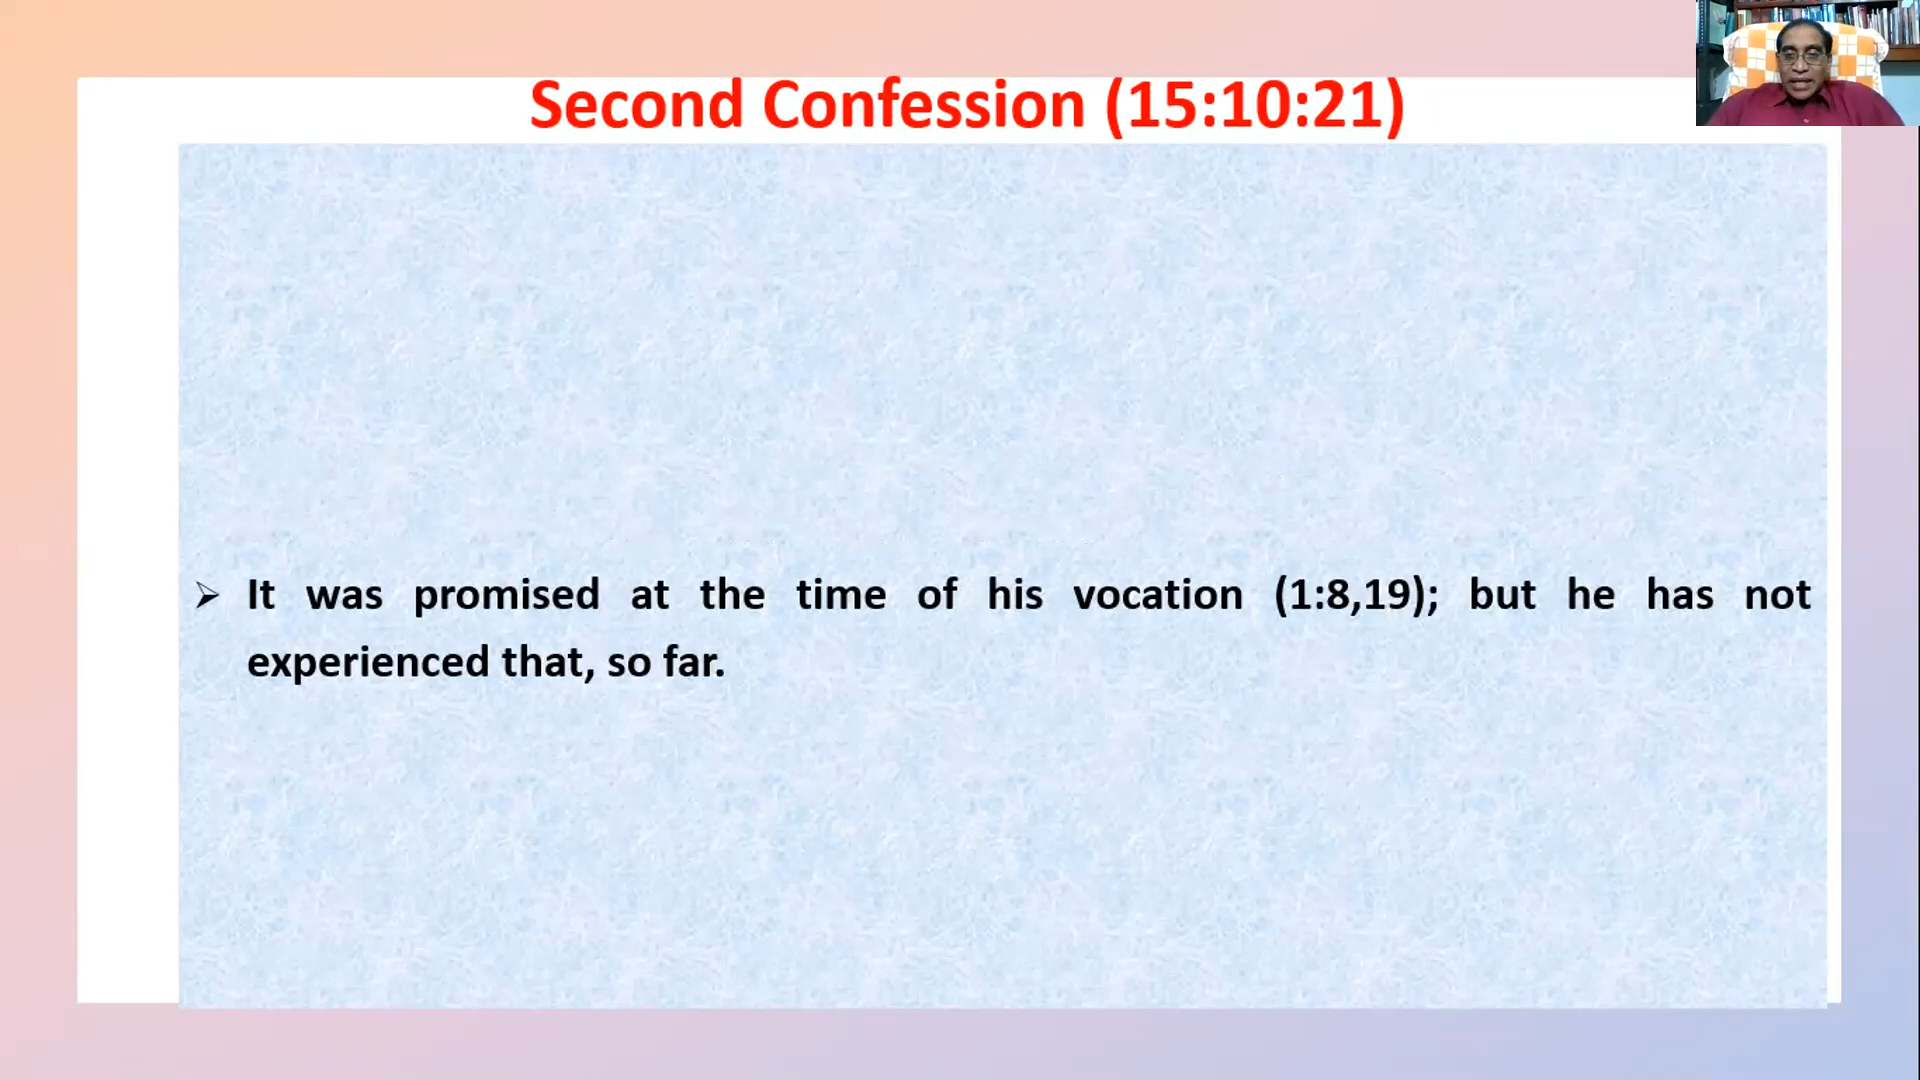 Second Confession (15:10:21)
➢ It was promised at the time of his vocation (1:8,19); but he has not
experienced that, so far.